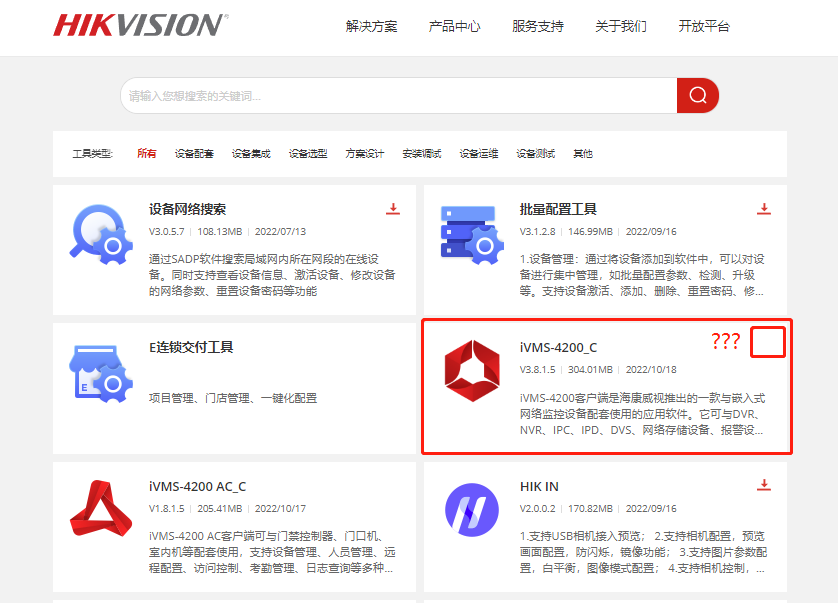 HIKVISION
解决方案 产品中心 服务支持 关于我们 开放平台
请输入您想搜索的关键词...
工具类型: 所有 设备配套 设备集成 设备选型 方案设计 安装调试 设备运维 设备测试 其他
设备网络搜索
V3.0.5.7 | 108.13MB | 2022/07/13
通过SADP软件搜索局域网内所在网段的在线设
备。同时支持查看设备信息、激活设备、修改设备
的网络参数、重置设备密码等功能
批量配置工具
V3.1.2.8 | 146.99MB | 2022/09/16
1.设备管理：通过将设备添加到软件中，可以对设
备进行集中管理，如批量配置参数、检测、升级
等。支持设备激活、添加、删除、重置密码、修...
E连锁交付工具
项目管理、门店管理、一键化配置
E
iVMS-4200_C
???
V3.8.1.5 | 304.01MB | 2022/10/18
iVMS-4200客户端是海康威视推出的一款与嵌入式
网络监控设备配套使用的应用软件。它可与DVR、
NVR、IPC、IPD、DVS、网络存储设备、报警设...
iVMS-4200 AC_C
V1.8.1.5 | 205.41MB | 2022/10/17
iVMS-4200 AC客户端可与门禁控制器、门口机、
室内机等配套使用，支持设备管理、人员管理、远
程配置、访问控制、考勤管理、日志查询等多种...
HIK IN
V2.0.0.2 | 170.82MB | 2022/09/16
1.支持USB相机接入预览； 2.支持相机配置，预览
画面配置，防闪烁，镜像功能； 3.支持图片参数配
置，白平衡，图像模式配置； 4.支持相机控制，...